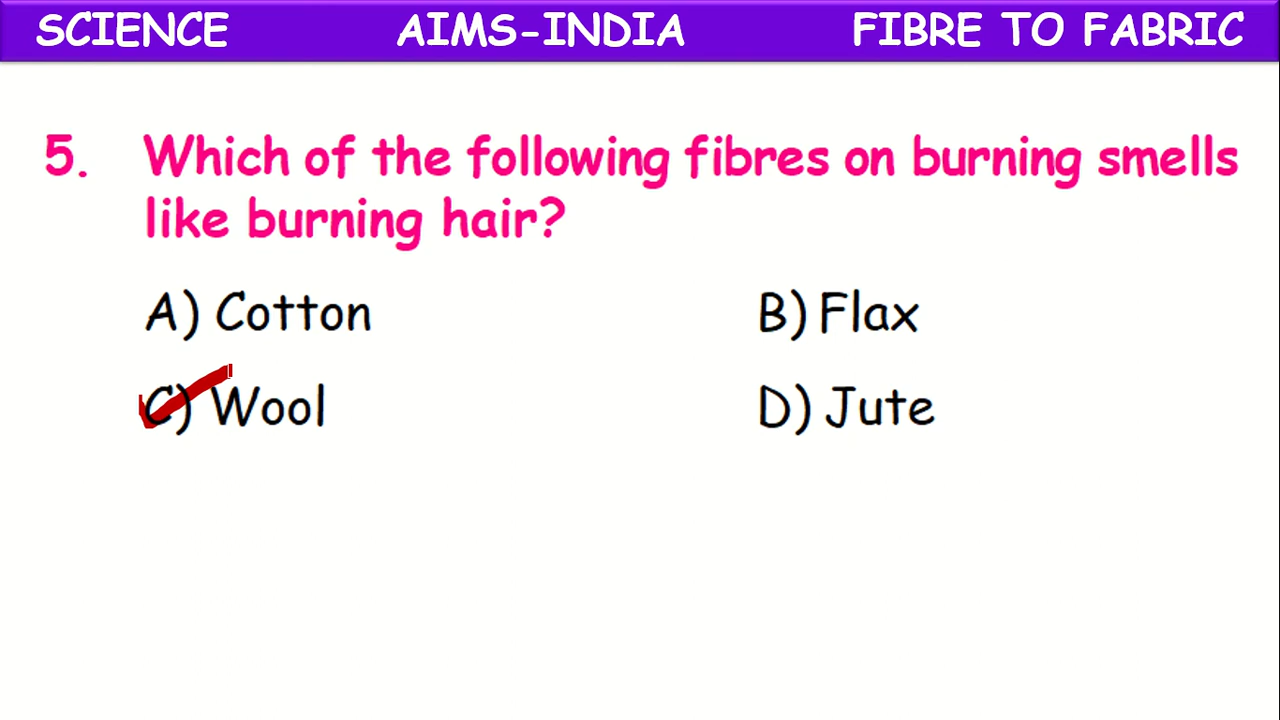 SCIENCE AIMS-INDIA FIBRE TO FABRIC
5. Which of the following fibres on burning smells
like burning hair?
A) Cotton B) Flax
C) Wool D) Jute